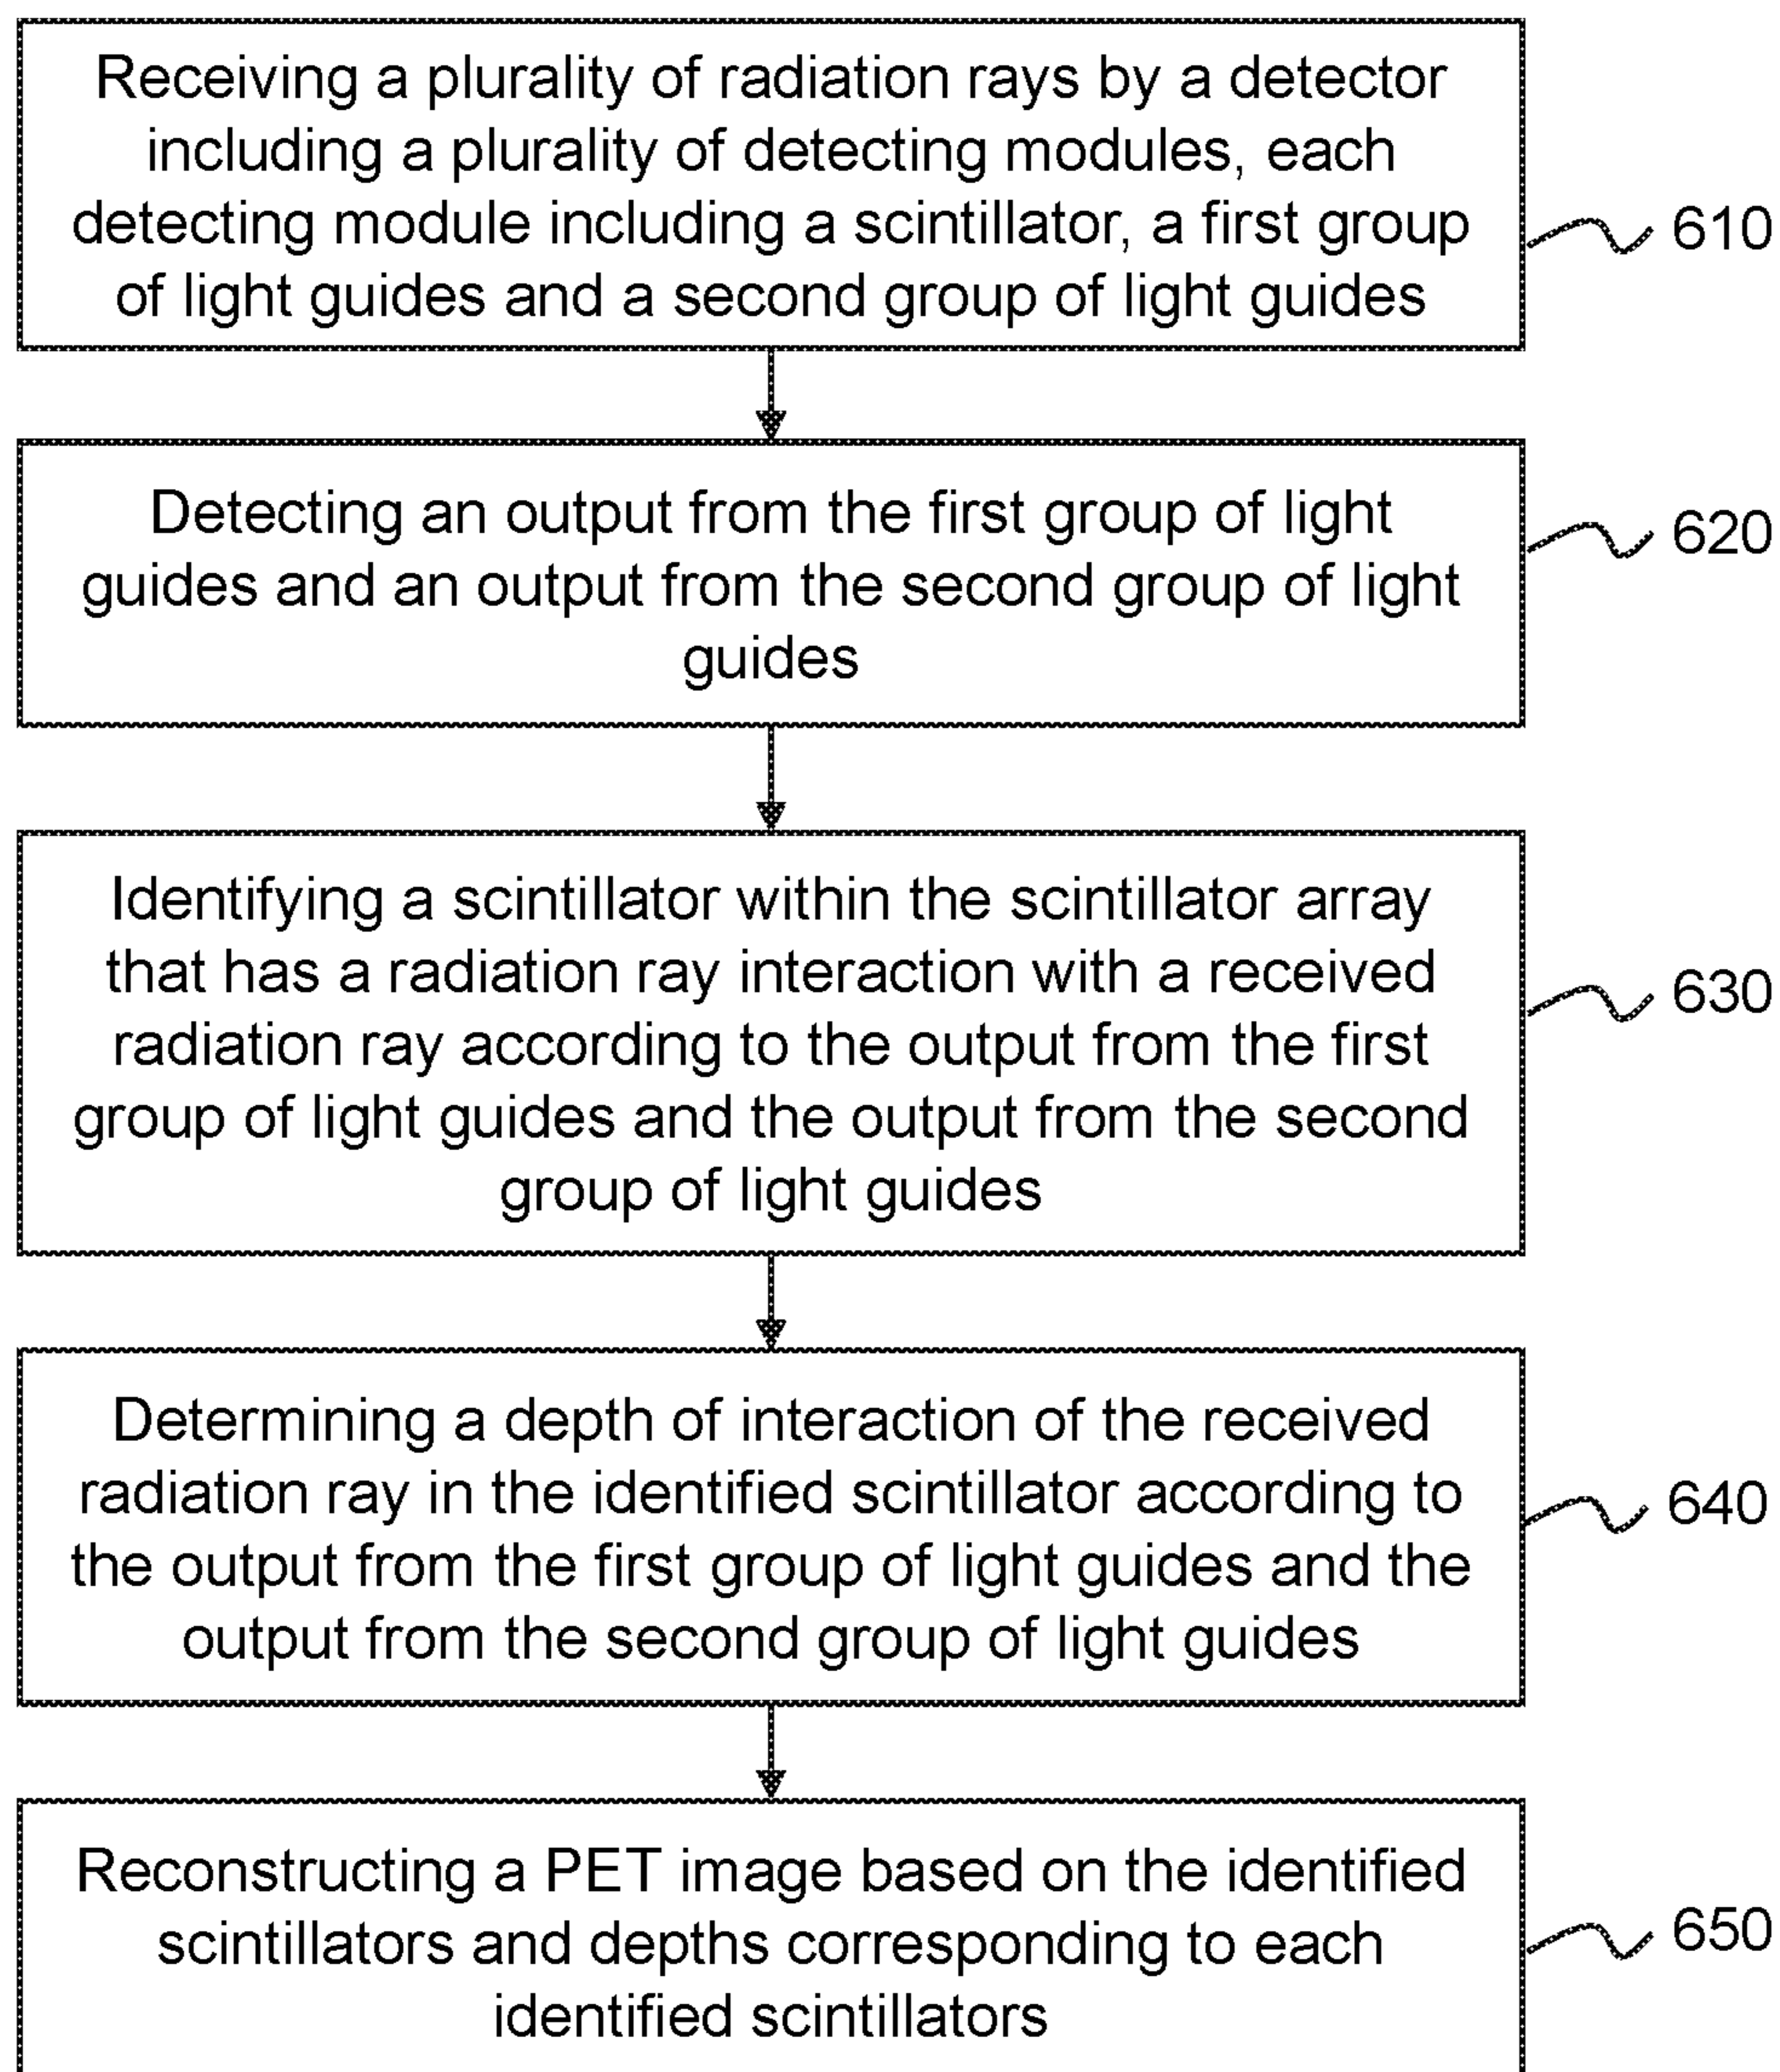 Receiving a plurality of radiation rays by a detector
including a plurality of detecting modules, each
detecting module including a scintillator, a first group
of light guides and a second group of light guides
610
Detecting an output from the first group of light
guides and an output from the second group of light
guides
620
Identifying a scintillator within the scintillator array
that has a radiation ray interaction with a received
radiation ray according to the output from the first
group of light guides and the output from the second
group of light guides
630
Determining a depth of interaction of the received
radiation ray in the identified scintillator according to
the output from the first group of light guides and the
output from the second group of light guides
640
Reconstructing a PET image based on the identified
scintillators and depths corresponding to each
identified scintillators
650